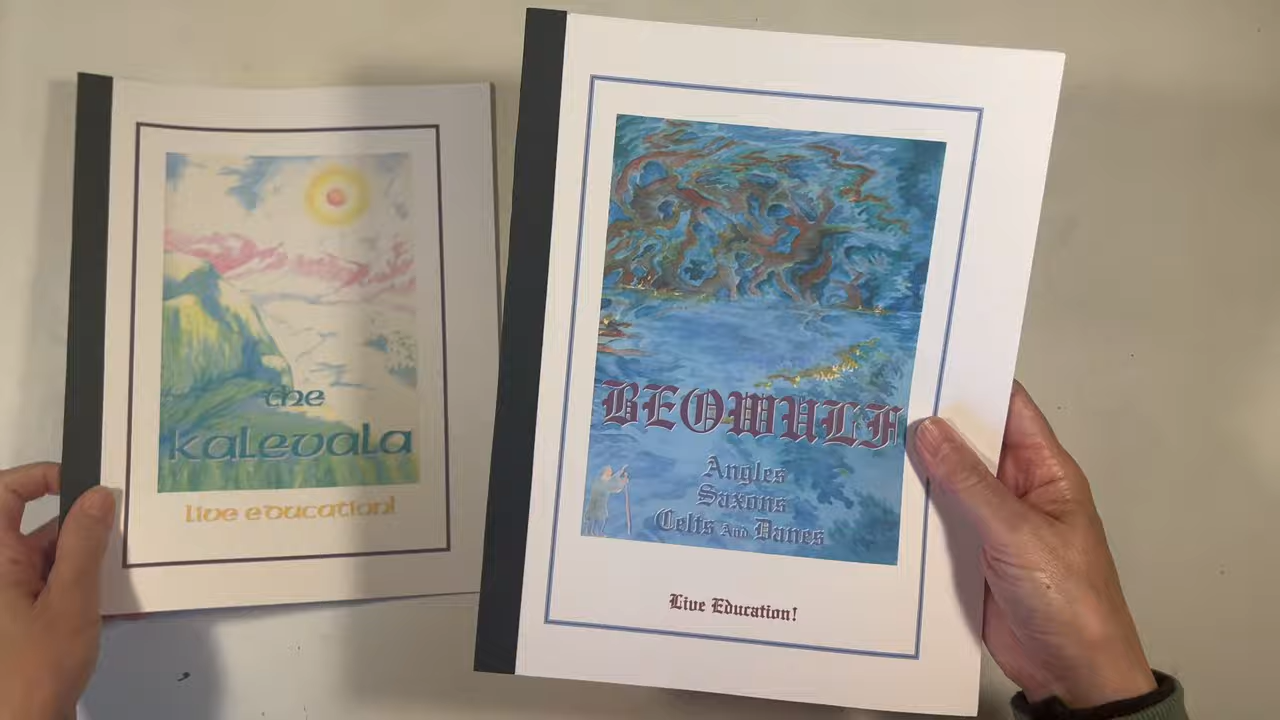 the
kalevala
live education!
BEOWULF
Angles
Saxons
Celts And Danes
Live Education!